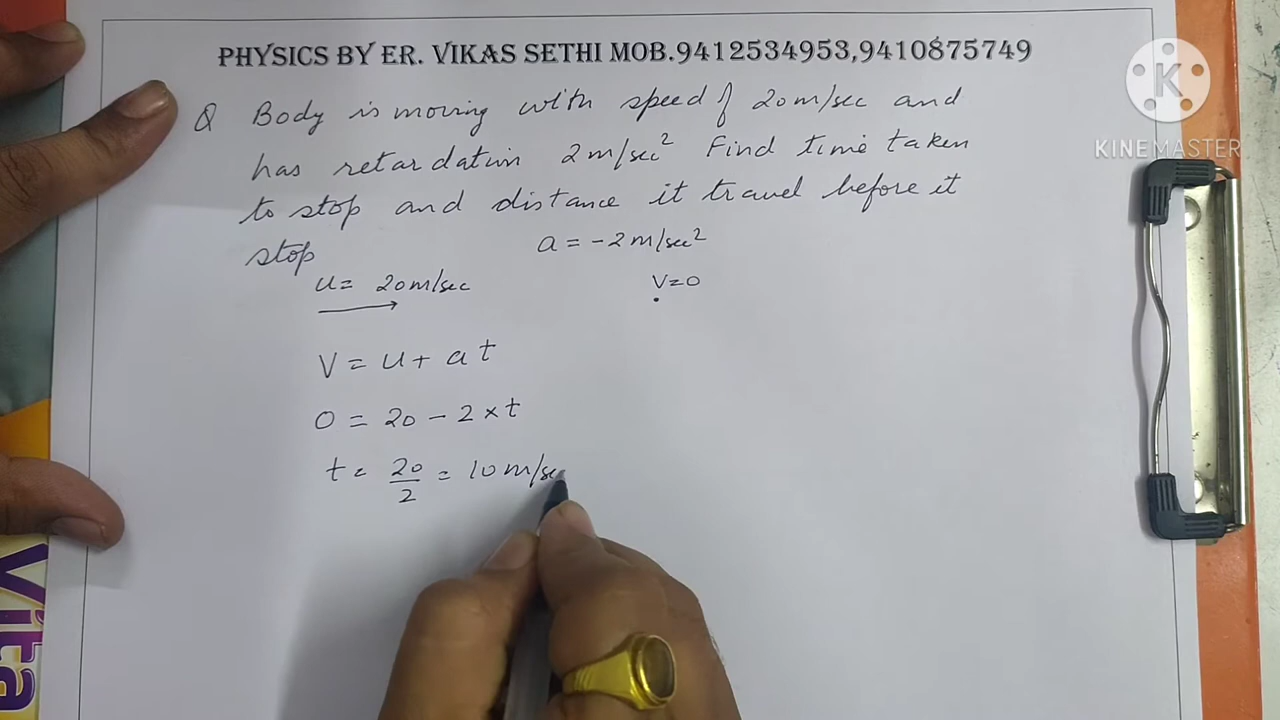 PHYSICS BY ER. VIKAS SETHI MOB.9412534953,9410875749
K
KINEMASTER
Q Body is moving with speed of 20m/sec and
has retardation 2m/sec² Find time taken
to stop and distance it travel before it
stop
a = -2m/sec²
u = 20m/sec
V=0
V = u + at
0 = 20 - 2 × t
t = 20/2 = 10 m/sec
Vita